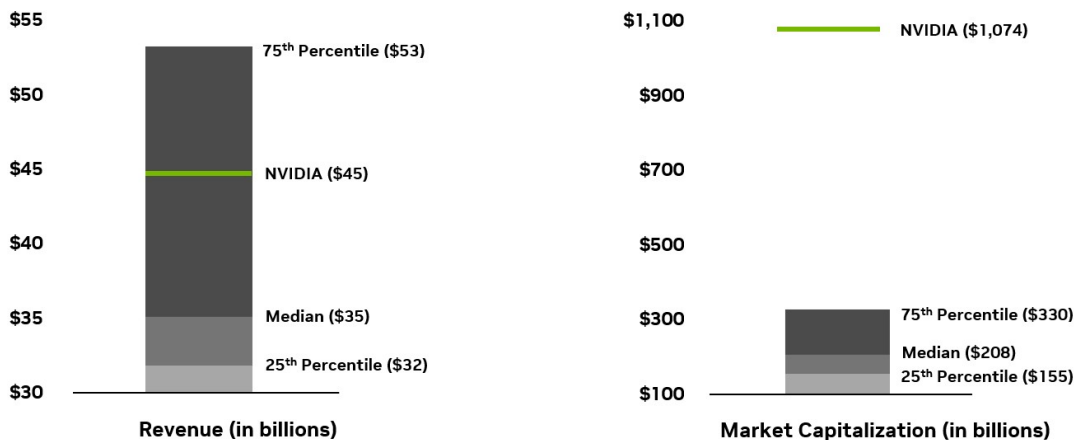 $55
$50
$45
$40
$35
$30
75th Percentile ($53)
NVIDIA ($45)
Median ($35)
25th Percentile ($32)
Revenue (in billions)
$1,100
$900
$700
$500
$300
$100
NVIDIA ($1,074)
75th Percentile ($330)
Median ($208)
25th Percentile ($155)
Market Capitalization (in billions)